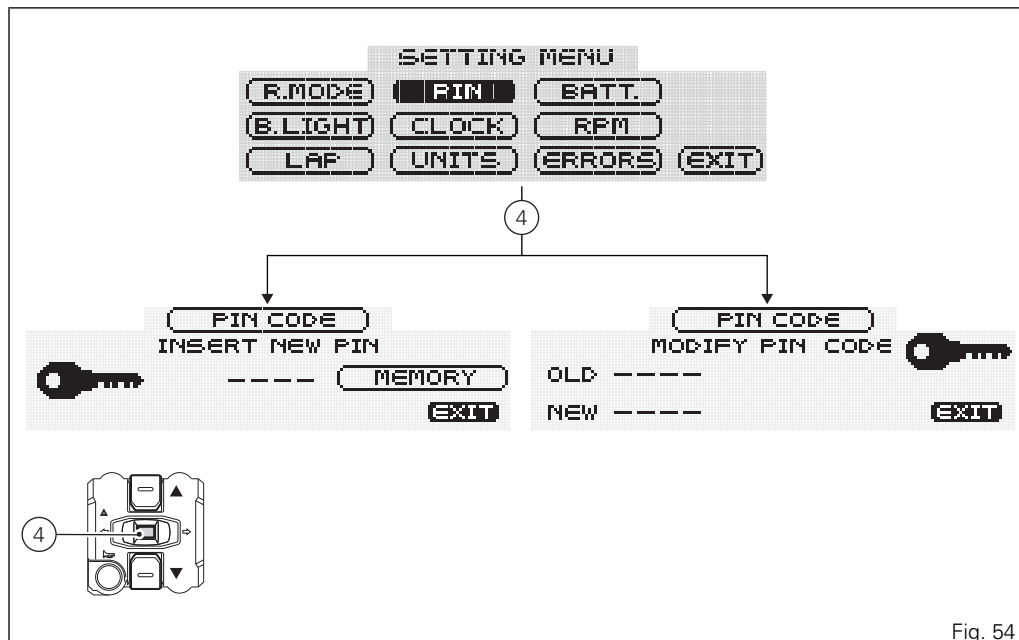 SETTING MENU
R.MODE PIN BATT.
B.LIGHT CLOCK RPM
LAP UNITS ERRORS EXIT
4
PIN CODE
INSERT NEW PIN
---- MEMORY
EXIT
PIN CODE
MODIFY PIN CODE
OLD ----
NEW ---- EXIT
4
Fig. 54